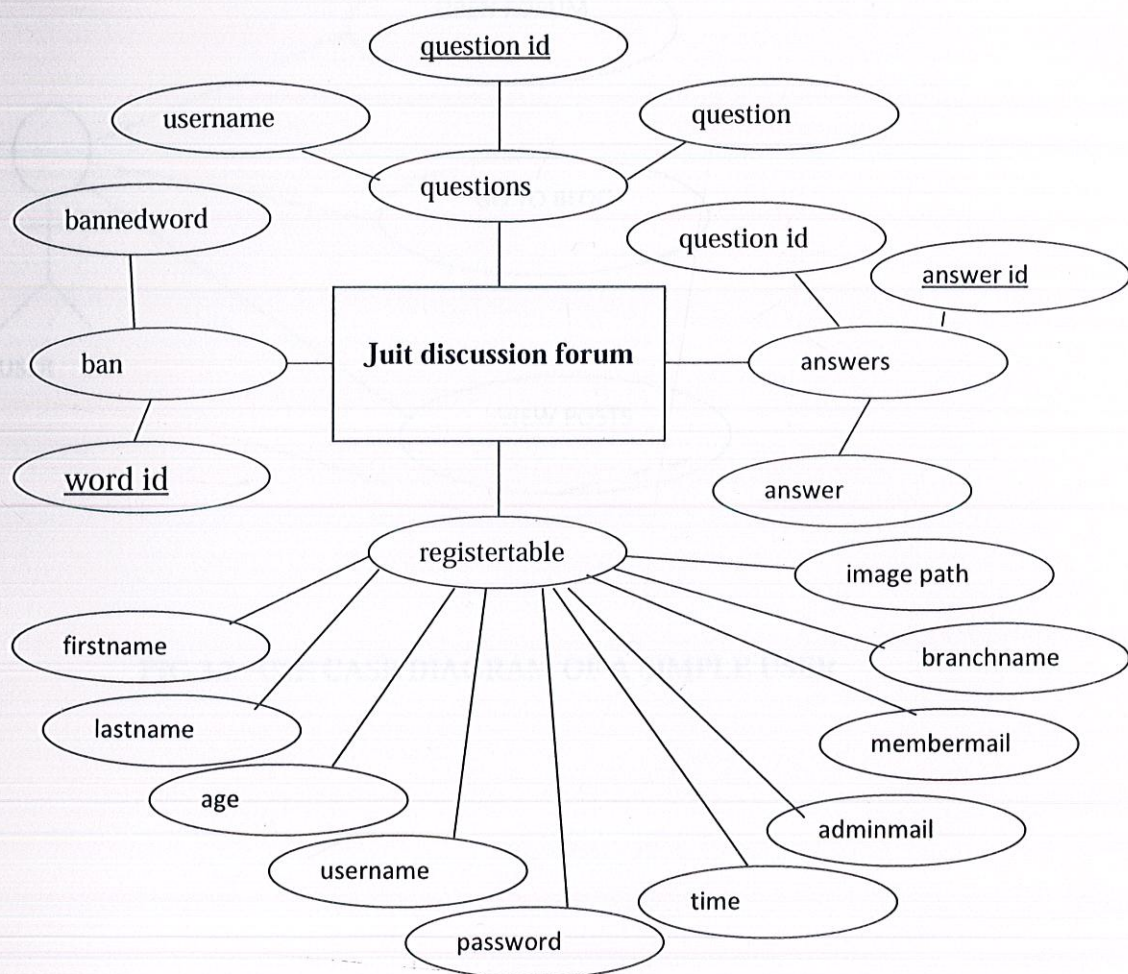 question id
username
question
questions
bannedword
question id
answer id
Juit discussion forum
ban
answers
word id
answer
registertable
image path
firstname
branchname
lastname
membermail
age
adminmail
username
time
password